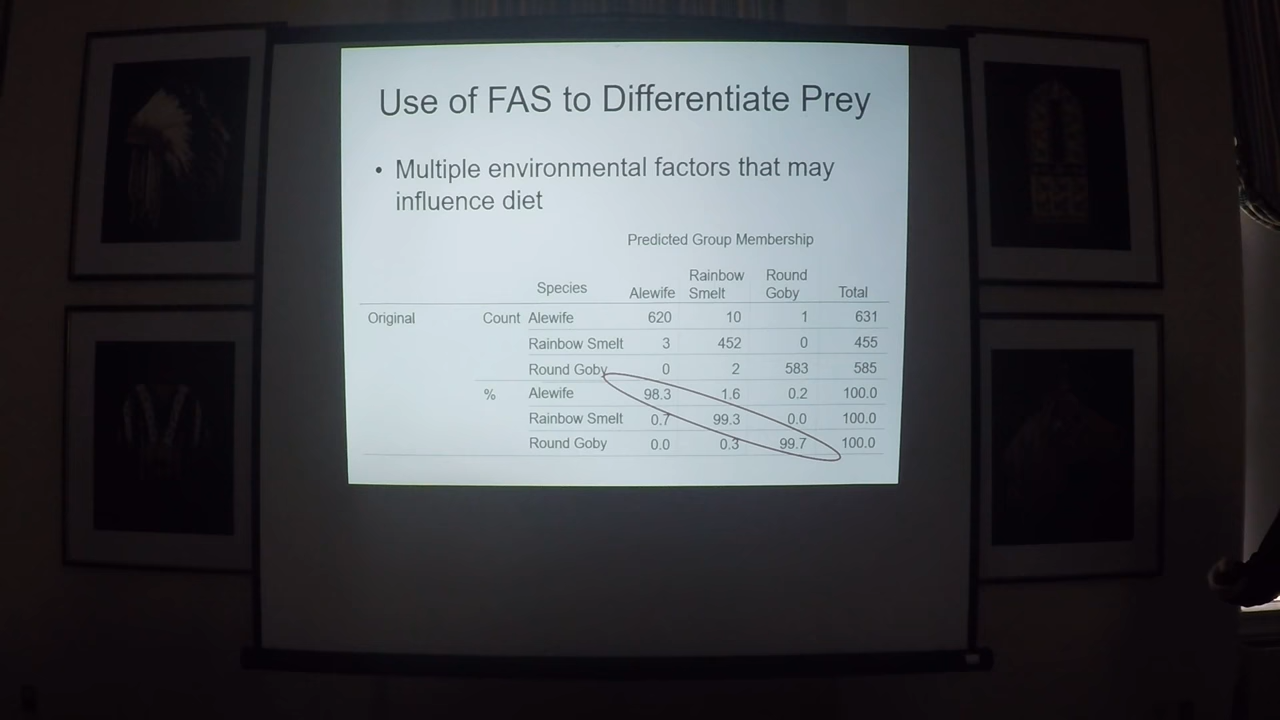 Use of FAS to Differentiate Prey
• Multiple environmental factors that may
influence diet
Predicted Group Membership
Species Alewife Rainbow Smelt Round Goby Total
Original Count Alewife 620 10 1 631
Rainbow Smelt 3 452 0 455
Round Goby 0 2 583 585
% Alewife 98.3 1.6 0.2 100.0
Rainbow Smelt 0.7 99.3 0.0 100.0
Round Goby 0.0 0.3 99.7 100.0